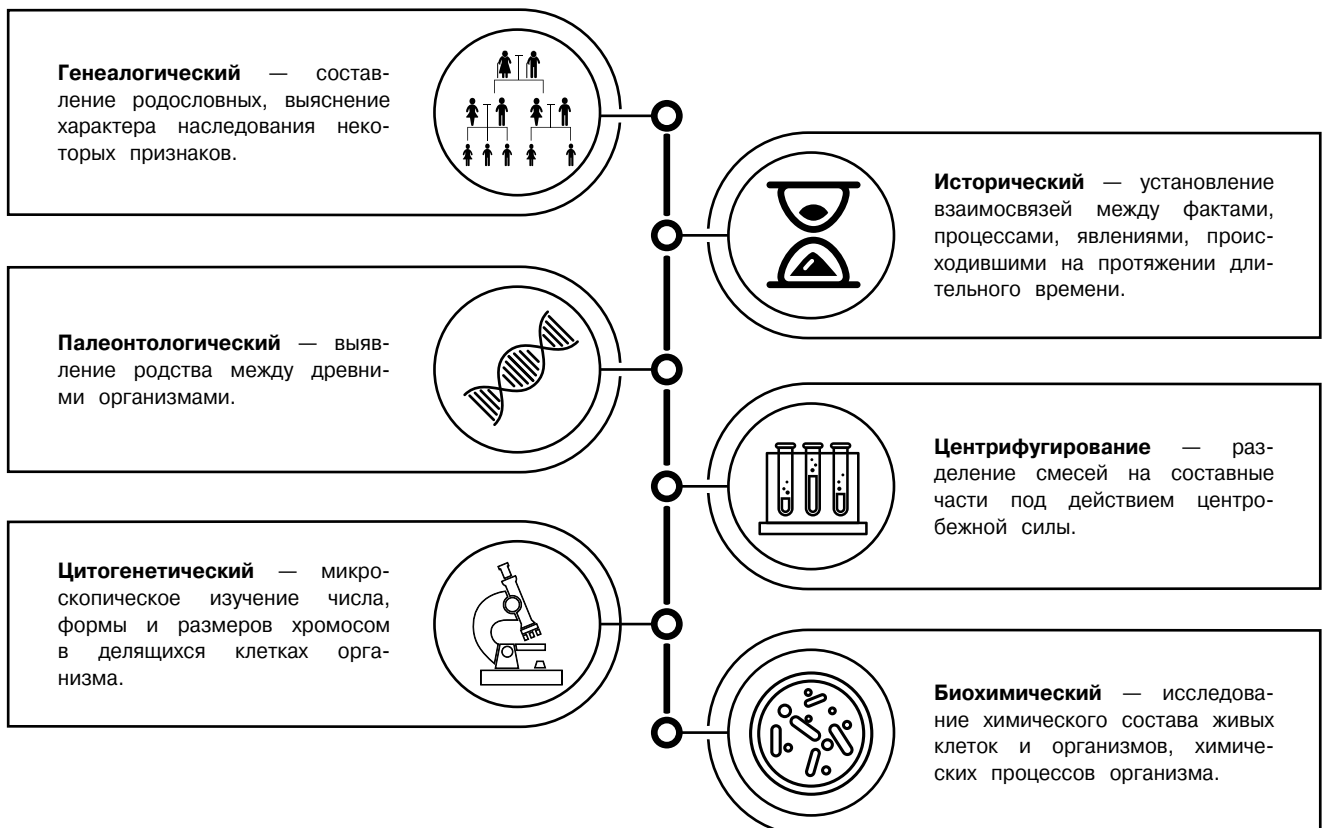 Генеалогический — состав-
ление родословных, выяснение
характера наследования неко-
торых признаков.
Исторический — установление
взаимосвязей между фактами,
процессами, явлениями, проис-
ходившими на протяжении дли-
тельного времени.
Палеонтологический — выяв-
ление родства между древни-
ми организмами.
Центрифугирование — раз-
деление смесей на составные
части под действием центро-
бежной силы.
Цитогенетический — микро-
скопическое изучение числа,
формы и размеров хромосом
в делящихся клетках орга-
низма.
Биохимический — исследова-
ние химического состава живых
клеток и организмов, химиче-
ских процессов организма.